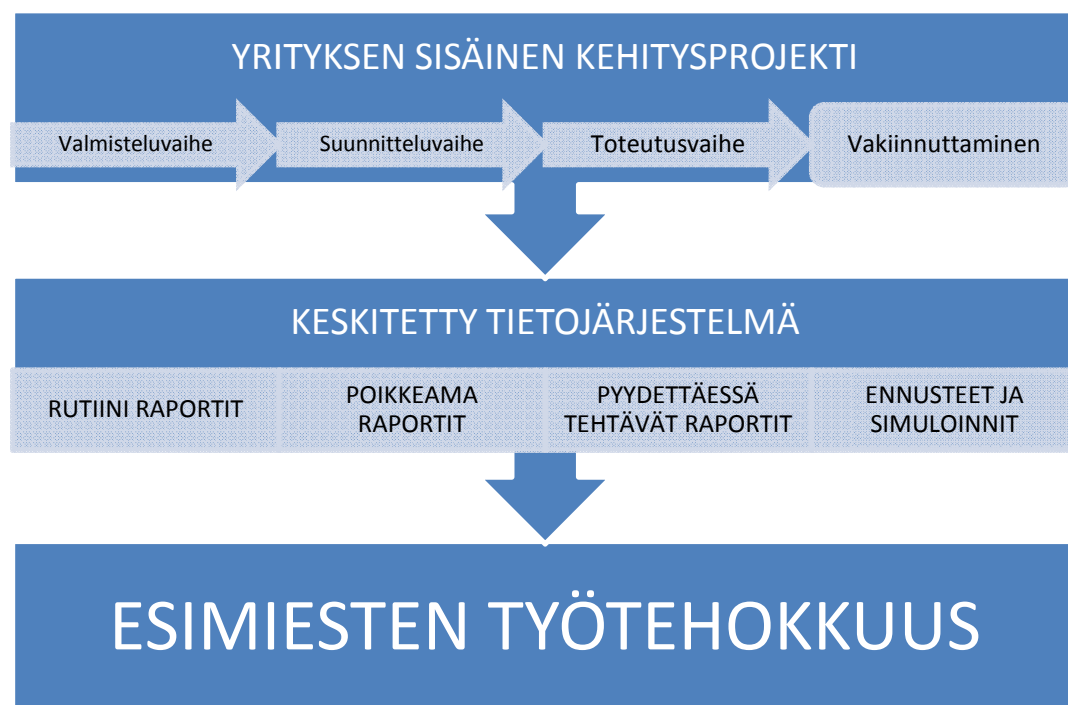 YRITYKSEN SISÄINEN KEHITYSPROJEKTI
Valmisteluvaihe
Suunnitteluvaihe
Toteutusvaihe
Vakiinnuttaminen
KESKITETTY TIETOJÄRJESTELMÄ
RUTIINI RAPORTIT
POIKKEAMA
RAPORTIT
PYYDETTÄESSÄ
TEHTÄVÄT RAPORTIT
ENNUSTEET JA
SIMULOINNIT
ESIMIESTEN TYÖTEHOKKUUS